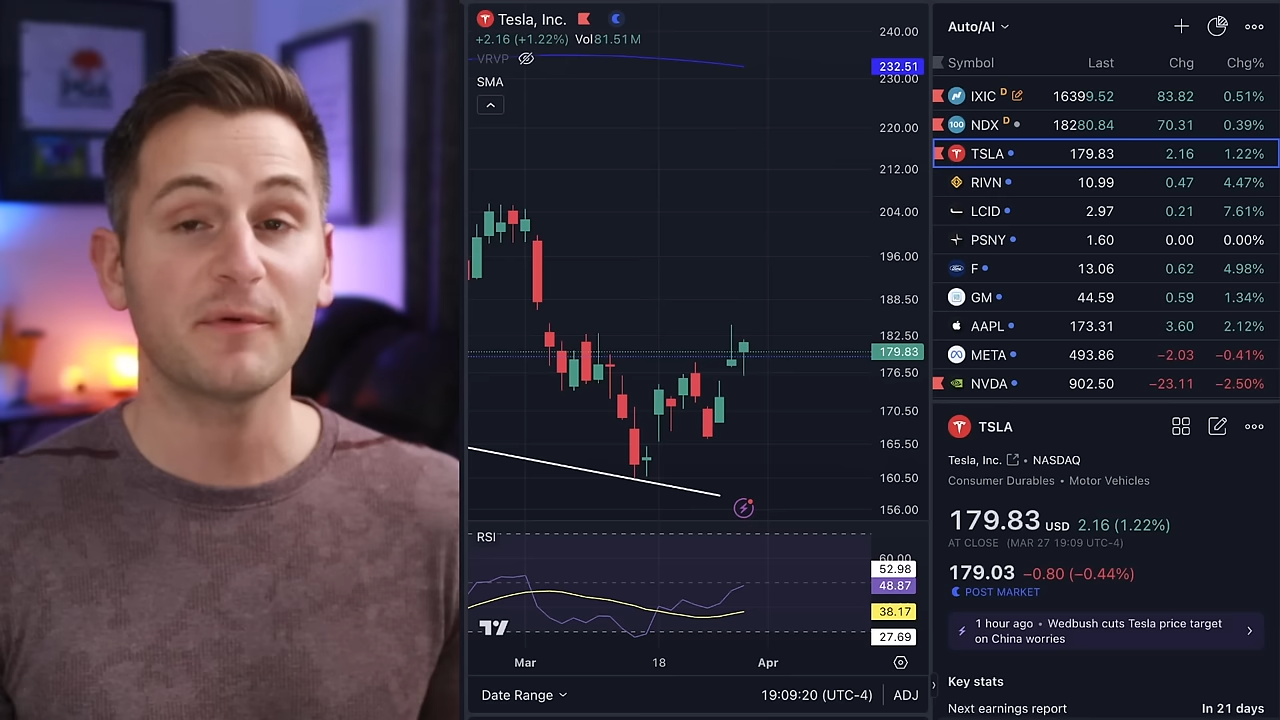 Tesla, Inc.
+2.16 (+1.22%) Vol81.51M
VRVP
SMA
240.00
232.51
230.00
220.00
212.00
204.00
196.00
188.50
182.50
179.83
176.50
170.50
165.50
160.50
156.00
RSI
60.00
52.98
48.87
38.17
27.69
Mar 18 Apr
Date Range 19:09:20 (UTC-4) ADJ
Auto/AI
Symbol Last Chg Chg%
IXIC D 16399.52 83.82 0.51%
100 NDX D 18280.84 70.31 0.39%
TSLA 179.83 2.16 1.22%
RIVN 10.99 0.47 4.47%
LCID 2.97 0.21 7.61%
PSNY 1.60 0.00 0.00%
F 13.06 0.62 4.98%
GM 44.59 0.59 1.34%
AAPL 173.31 3.60 2.12%
META 493.86 −2.03 −0.41%
NVDA 902.50 −23.11 −2.50%
TSLA
Tesla, Inc. • NASDAQ
Consumer Durables • Motor Vehicles
179.83 USD 2.16 (1.22%)
AT CLOSE (MAR 27 19:09 UTC-4)
179.03 −0.80 (−0.44%)
POST MARKET
1 hour ago • Wedbush cuts Tesla price target
on China worries
Key stats
Next earnings report In 21 days